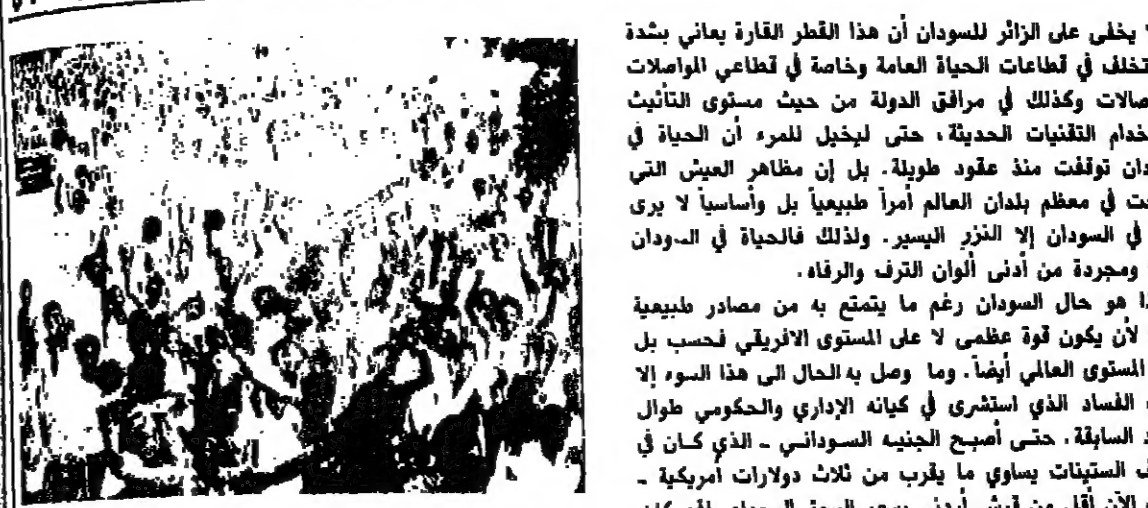 يخفى على الزائر للسودان أن هذا القطر القارة يعاني بشدة
تخلف في قطاعات الحياة العامة وخاصة في قطاعي المواصلات
صالات وكذلك في مرافق الدولة من حيث مستوى التأثيث
خدام التقنيات الحديثة، حتى ليخيل للمرء أن الحياة في
دان توقفت منذ عقود طويلة. بل إن مظاهر العيش التي
ت في معظم بلدان العالم أمراً طبيعياً بل وأساسياً لا يرى
في السودان إلا النزر اليسير. ولذلك فالحياة في السودان
ومجردة من أدنى ألوان الترف والرفاه.
ا هو حال السودان رغم ما يتمتع به من مصادر طبيعية
لأن يكون قوة عظمى لا على المستوى الافريقي فحسب بل
المستوى العالمي أيضاً. وما وصل به الحال الى هذا السوء إلا
الفساد الذي استشرى في كيانه الإداري والحكومي طوال
د السابقة، حتى أصبح الجنيه السوداني - الذي كان في
ف الستينات يساوي ما يقرب من ثلاث دولارات أمريكية -
الآن أقل من قرش أردني